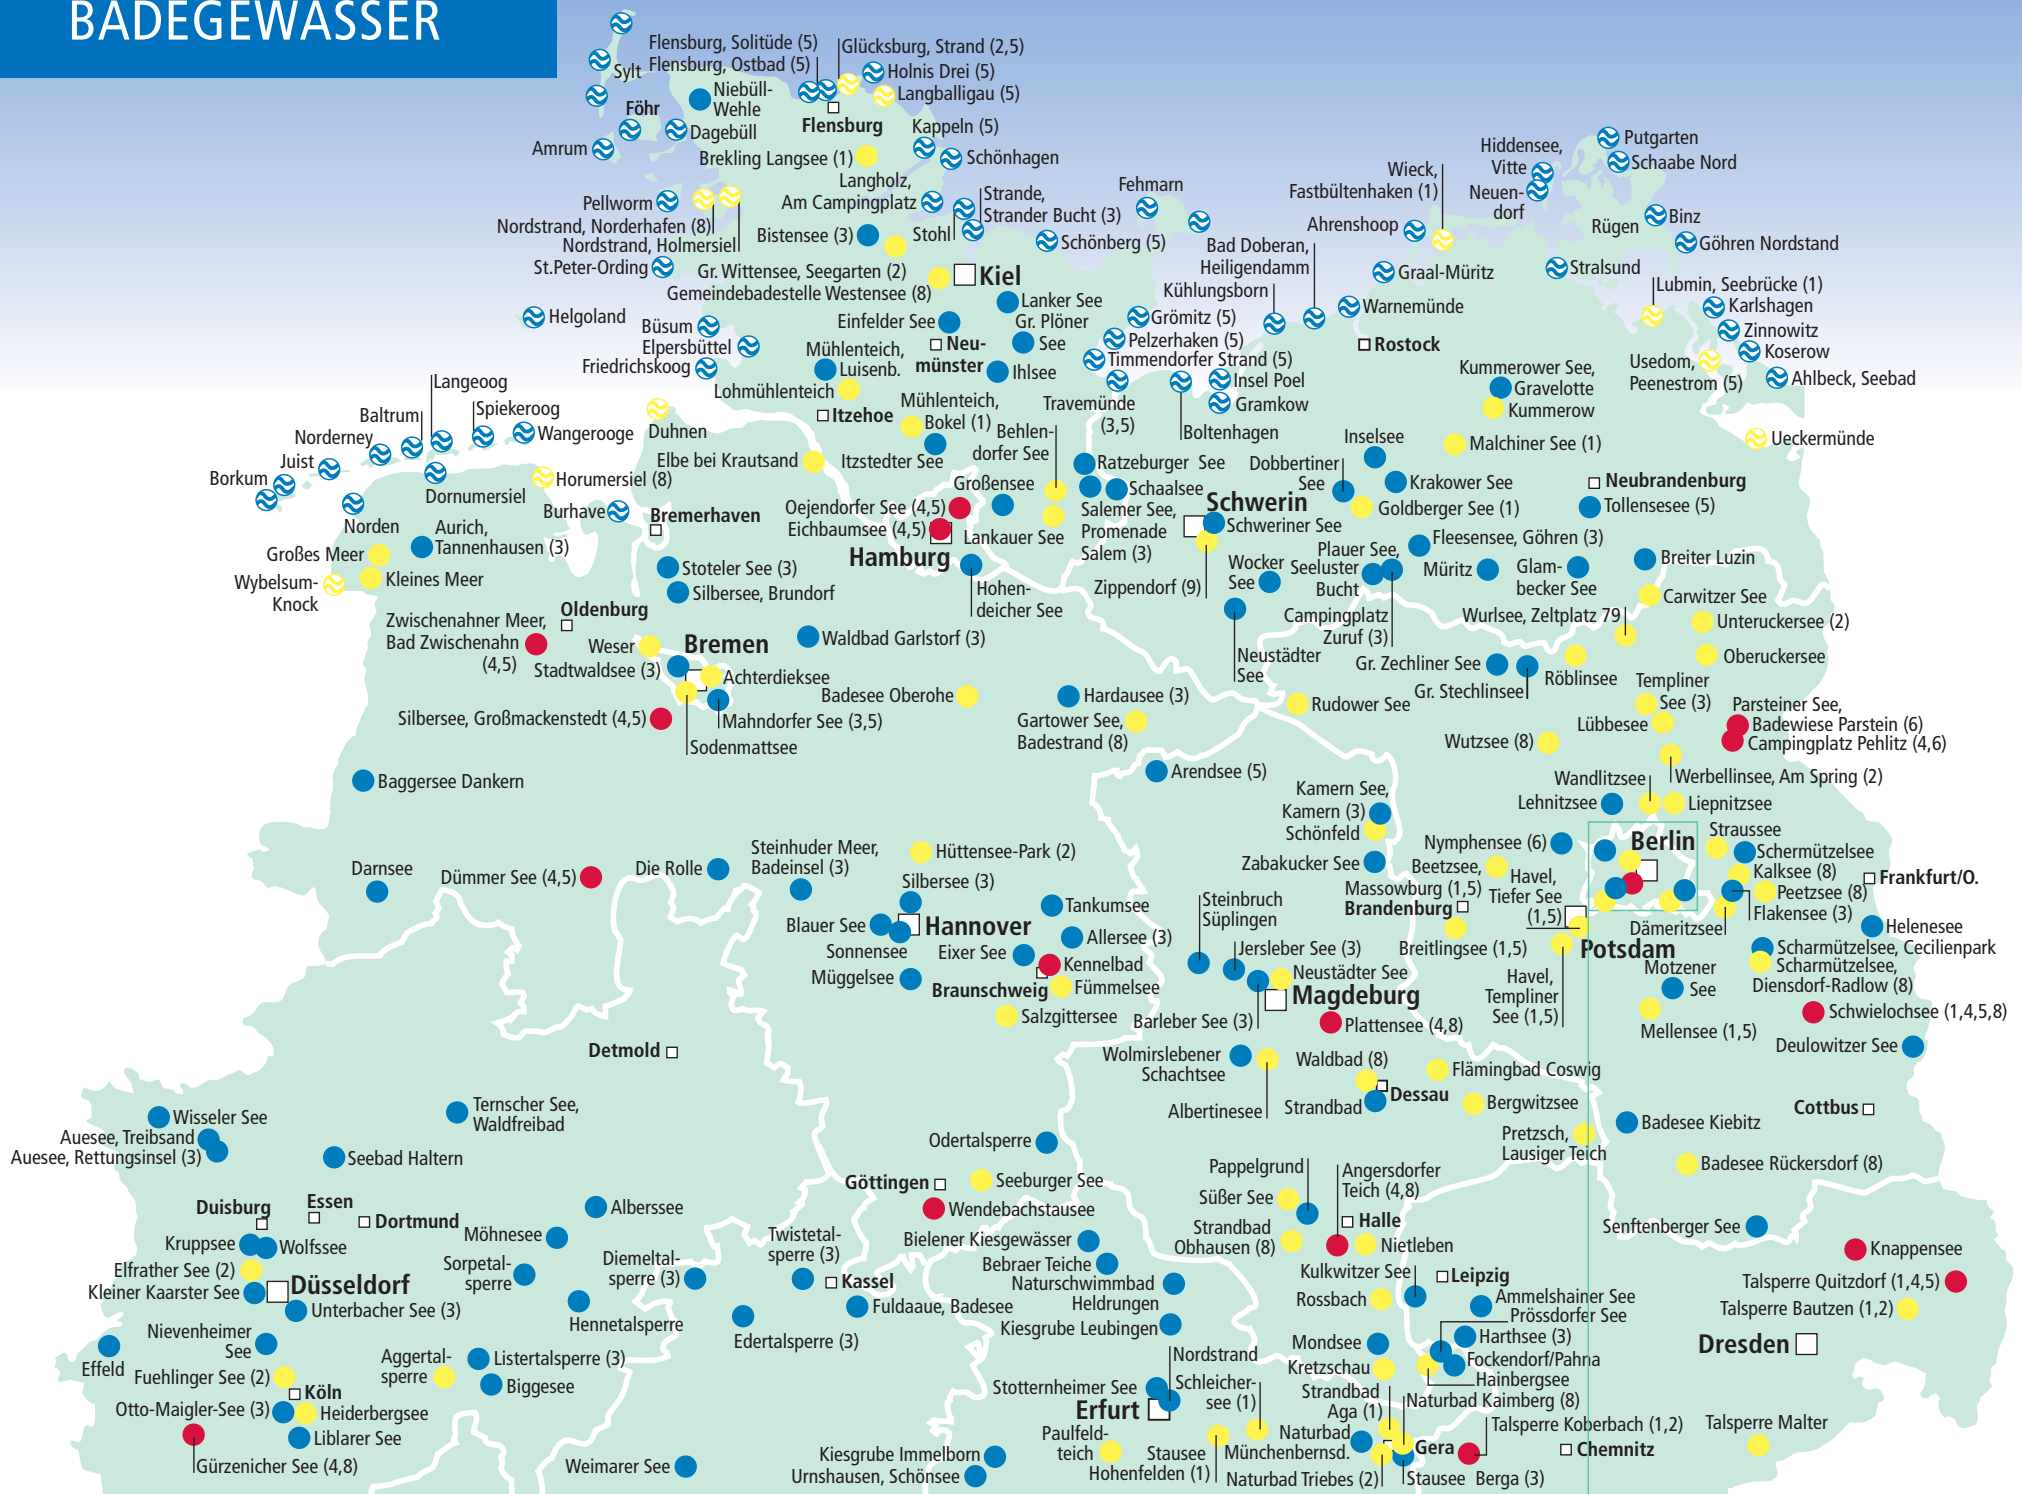 BADEGEWÄSSER
Flensburg, Solitüde (5)
Flensburg, Ostbad (5)
Glücksburg, Strand (2,5)
Holnis Drei (5)
Langballigau (5)
Sylt
Niebüll-
Wehle
Föhr
Dagebüll
Flensburg
Kappeln (5)
Amrum
Brekling Langsee (1)
Schönhagen
Langholz,
Am Campingplatz
Strande,
Strander Bucht (3)
Fehmarn
Pellworm
Nordstrand, Norderhafen (8)
Nordstrand, Holmersiel
St.Peter-Ording
Bistensee (3)
Stohl
Schönberg (5)
Gr. Wittensee, Seegarten (2)
Gemeindebadestelle Westensee (8)
Kiel
Wieck,
Fastbültenhaken (1)
Hiddensee,
Vitte
Neuen-
dorf
Putgarten
Schaabe Nord
Ahrenshoop
Rügen
Binz
Göhren Nordstand
Bad Doberan,
Heiligendamm
Graal-Müritz
Stralsund
Kühlungsborn
Warnemünde
Lubmin, Seebrücke (1)
Karlshagen
Zinnowitz
Koserow
Ahlbeck, Seebad
Usedom,
Peenestrom (5)
Ueckermünde
Helgoland
Büsum
Elpersbüttel
Friedrichskoog
Lanker See
Einfelder See
Gr. Plöner
See
Neu-
münster
Mühlenteich,
Luisenb.
Ihlsee
Lohmühlenteich
Itzehoe
Mühlenteich,
Bokel (1)
Grömitz (5)
Pelzerhaken (5)
Timmendorfer Strand (5)
Insel Poel
Gramkow
Travemünde
(3,5)
Boltenhagen
Rostock
Kummerower See,
Gravelotte
Kummerow
Malchiner See (1)
Langeoog
Baltrum
Spiekeroog
Norderney
Wangerooge
Juist
Borkum
Duhnen
Elbe bei Krautsand
Itzstedter See
Behlen-
dorfer See
Ratzeburger See
Schaalsee
Dobbertiner
See
Inselsee
Krakower See
Goldberger See (1)
Neubrandenburg
Tollensesee (5)
Dornumersiel
Horumersiel (8)
Norden
Burhave
Bremerhaven
Großensee
Oejendorfer See (4,5)
Eichbaumsee (4,5)
Hamburg
Lankauer See
Salemer See,
Promenade
Salem (3)
Schwerin
Schweriner See
Zippendorf (9)
Aurich,
Tannenhausen (3)
Großes Meer
Kleines Meer
Wybelsum-
Knock
Stoteler See (3)
Silbersee, Brundorf
Hohen-
deicher See
Wocker
See
Neustädter
See
Plauer See,
Seeluster
Bucht
Campingplatz
Zuruf (3)
Fleesensee, Göhren (3)
Müritz
Glam-
becker See
Breiter Luzin
Carwitzer See
Wurlsee, Zeltplatz 79
Unteruckersee (2)
Oberuckersee
Zwischenahner Meer,
Bad Zwischenahn
(4,5)
Oldenburg
Weser
Bremen
Stadtwaldsee (3)
Achterdieksee
Silbersee, Großmackenstedt (4,5)
Mahndorfer See (3,5)
Sodenmattsee
Waldbad Garlstorf (3)
Badesee Oberohe
Hardausee (3)
Gartower See,
Badestrand (8)
Gr. Zechliner See
Gr. Stechlinsee
Röblinsee
Rudower See
Templiner
See (3)
Lübbesee
Parsteiner See,
Badewiese Parstein (6)
Campingplatz Pehlitz (4,6)
Wutzsee (8)
Werbellinsee, Am Spring (2)
Baggersee Dankern
Arendsee (5)
Wandlitzsee
Lehnitzsee
Liepnitzsee
Kamern See,
Kamern (3)
Schönfeld
Zabakucker See
Nymphensee (6)
Berlin
Straussee
Schermützelsee
Kalksee (8)
Peetzsee (8)
Flakensee (3)
Dämeritzsee
Frankfurt/O.
Darnsee
Dümmer See (4,5)
Die Rolle
Steinhuder Meer,
Badeinsel (3)
Hüttensee-Park (2)
Silbersee (3)
Blauer See
Hannover
Sonnensee
Müggelsee
Tankumsee
Allersee (3)
Eixer See
Kennelbad
Braunschweig
Fümmelsee
Salzgittersee
Beetzsee,
Massowburg (1,5)
Brandenburg
Havel,
Tiefer See
(1,5)
Breitlingsee (1,5)
Potsdam
Havel,
Templiner
See (1,5)
Helenesee
Scharmützelsee, Cecilienpark
Scharmützelsee,
Diensdorf-Radlow (8)
Motzener
See
Mellensee (1,5)
Schwielochsee (1,4,5,8)
Deulowitzer See
Steinbruch
Süplingen
Jersleber See (3)
Neustädter See
Magdeburg
Barleber See (3)
Plattensee (4,8)
Wolmirslebener
Schachtsee
Albertinesee
Waldbad (8)
Dessau
Strandbad
Flämingbad Coswig
Bergwitzsee
Pretzsch,
Lausiger Teich
Badesee Kiebitz
Cottbus
Badesee Rückersdorf (8)
Detmold
Wisseler See
Auesee, Treibsand
Auesee, Rettungsinsel (3)
Ternscher See,
Waldfreibad
Seebad Haltern
Odertalsperre
Göttingen
Seeburger See
Wendebachstausee
Pappelgrund
Süßer See
Angersdorfer
Teich (4,8)
Halle
Strandbad
Obhausen (8)
Nietleben
Senftenberger See
Knappensee
Talsperre Quitzdorf (1,4,5)
Talsperre Bautzen (1,2)
Dresden
Duisburg
Essen
Dortmund
Kruppsee
Wolfssee
Elfrather See (2)
Kleiner Kaarster See
Düsseldorf
Unterbacher See (3)
Alberssee
Möhnesee
Sorpetal-
sperre
Hennetalsperre
Diemeltal-
sperre (3)
Twistetal-
sperre (3)
Kassel
Fuldaaue, Badesee
Edertalsperre (3)
Bielener Kiesgewässer
Bebraer Teiche
Naturschwimmbad
Heldrungen
Kiesgrube Leubingen
Kulkwitzer See
Leipzig
Rossbach
Ammelshainer See
Prössdorfer See
Harthsee (3)
Mondsee
Fockendorf/Pahna
Kretzschau
Hainbergsee
Nievenheimer
See
Effeld
Fuehlinger See (2)
Köln
Otto-Maigler-See (3)
Heiderbergsee
Liblarer See
Gürzenicher See (4,8)
Aggertal-
sperre
Listertalsperre (3)
Biggesee
Weimarer See
Nordstrand
Stotternheimer See
Erfurt
Schleicher-
see (1)
Paulfeld-
teich
Stausee
Hohenfelden (1)
Strandbad
Aga (1)
Naturbad Kaimberg (8)
Naturbad
Münchenbernsd.
Gera
Talsperre Koberbach (1,2)
Naturbad Triebes (2)
Stausee Berga (3)
Chemnitz
Talsperre Malter
Kiesgrube Immelborn
Urnshausen, Schönsee